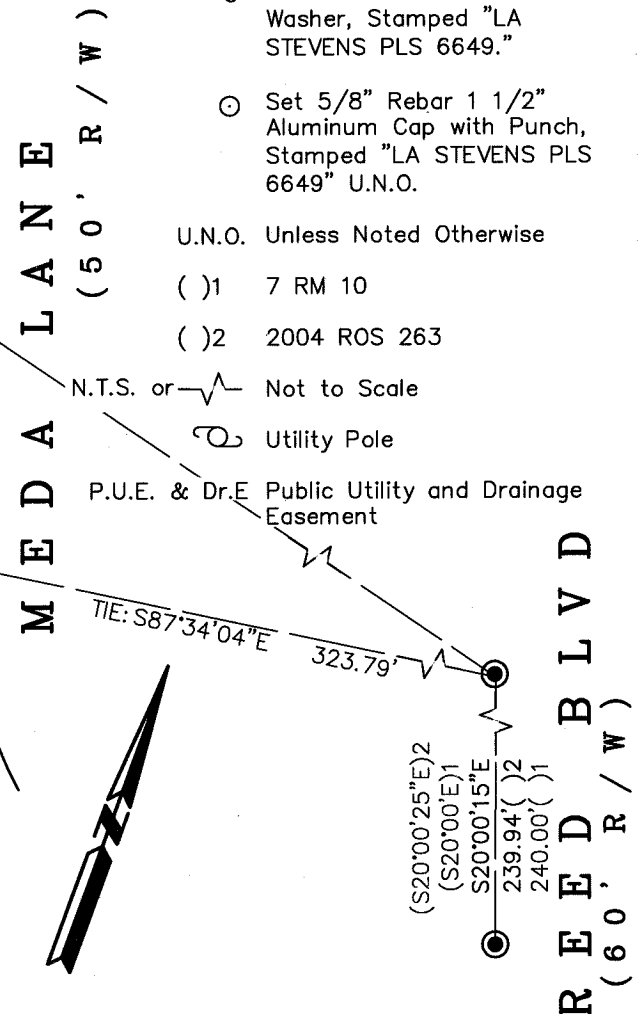 Washer, Stamped "LA
STEVENS PLS 6649."
Set 5/8" Rebar 1 1/2"
Aluminum Cap with Punch,
Stamped "LA STEVENS PLS
6649" U.N.O.
U.N.O. Unless Noted Otherwise
( )1 7 RM 10
( )2 2004 ROS 263
N.T.S. or Not to Scale
Utility Pole
P.U.E. & Dr.E Public Utility and Drainage
Easement
MEDA LANE
(50' R/W)
TIE: S87°34'04"E 323.79'
(S20°00'25"E)2
(S20°00'E)1
S20°00'15"E
239.94'( )2
240.00'( )1
REED BLVD
(60' R/W)
N